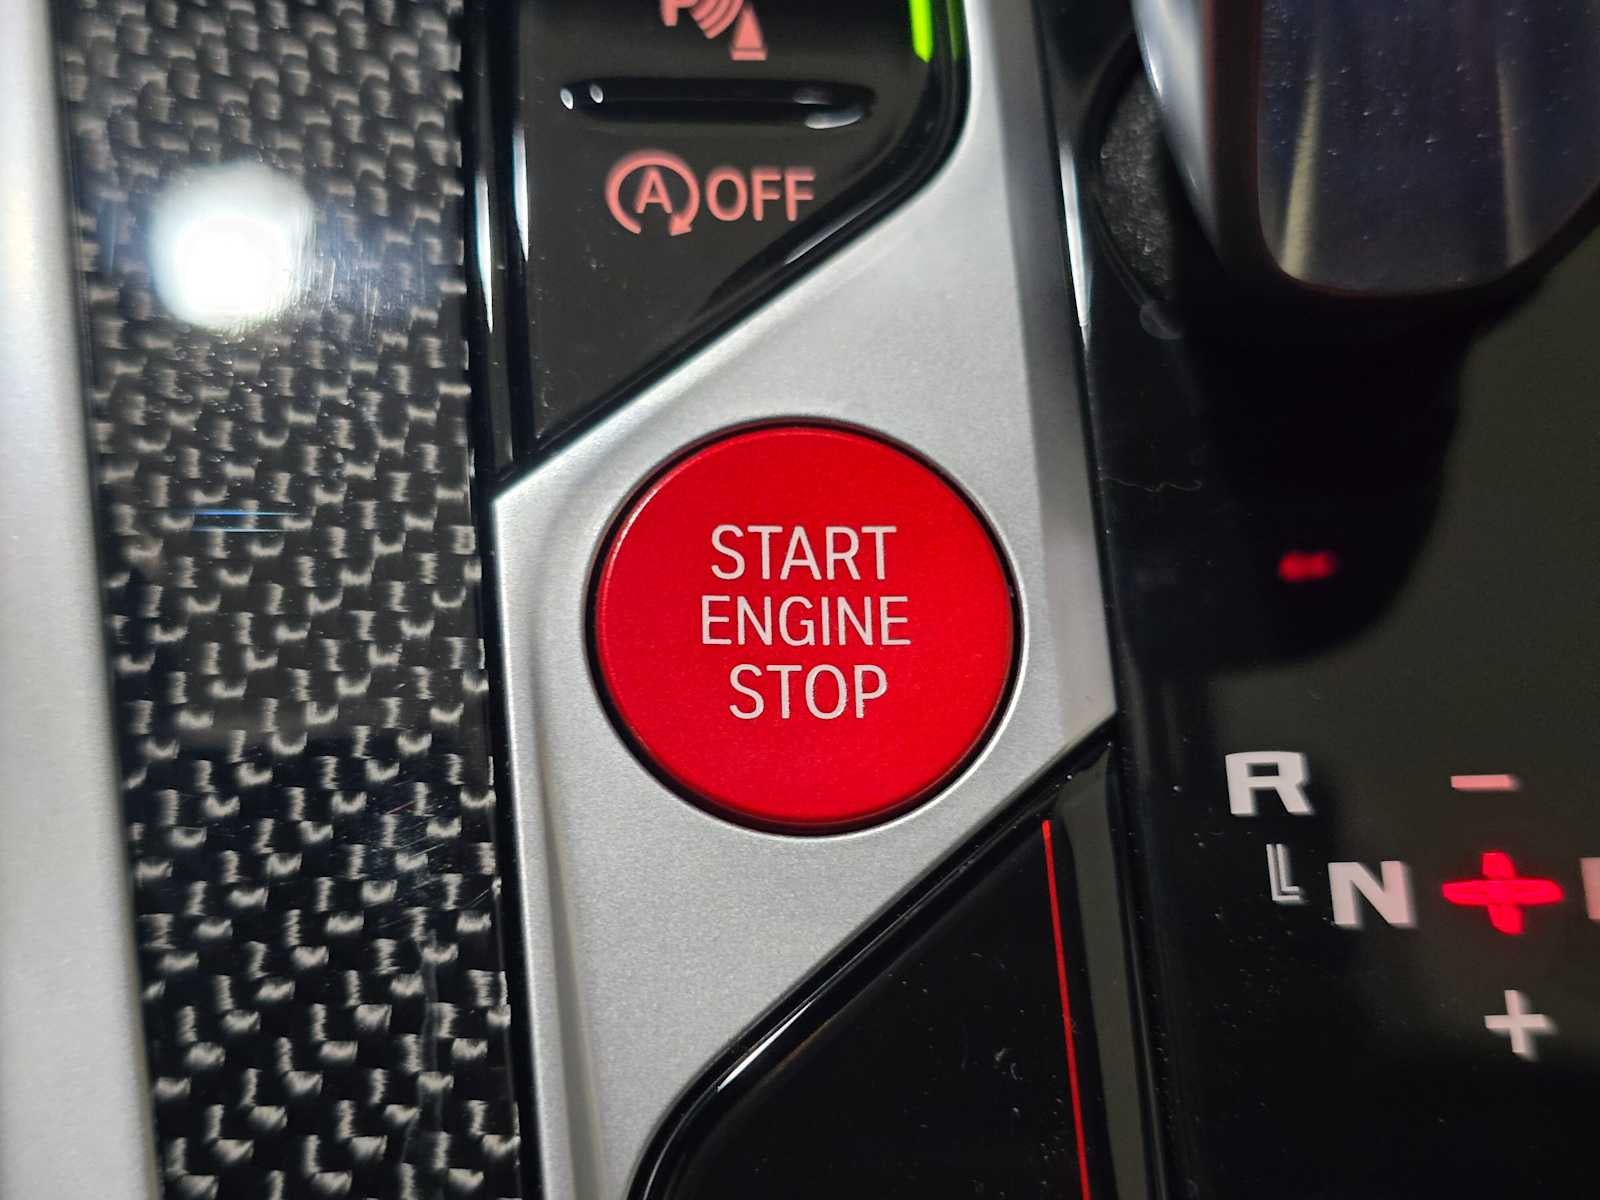 P
A OFF
START
ENGINE
STOP
R -
N
+